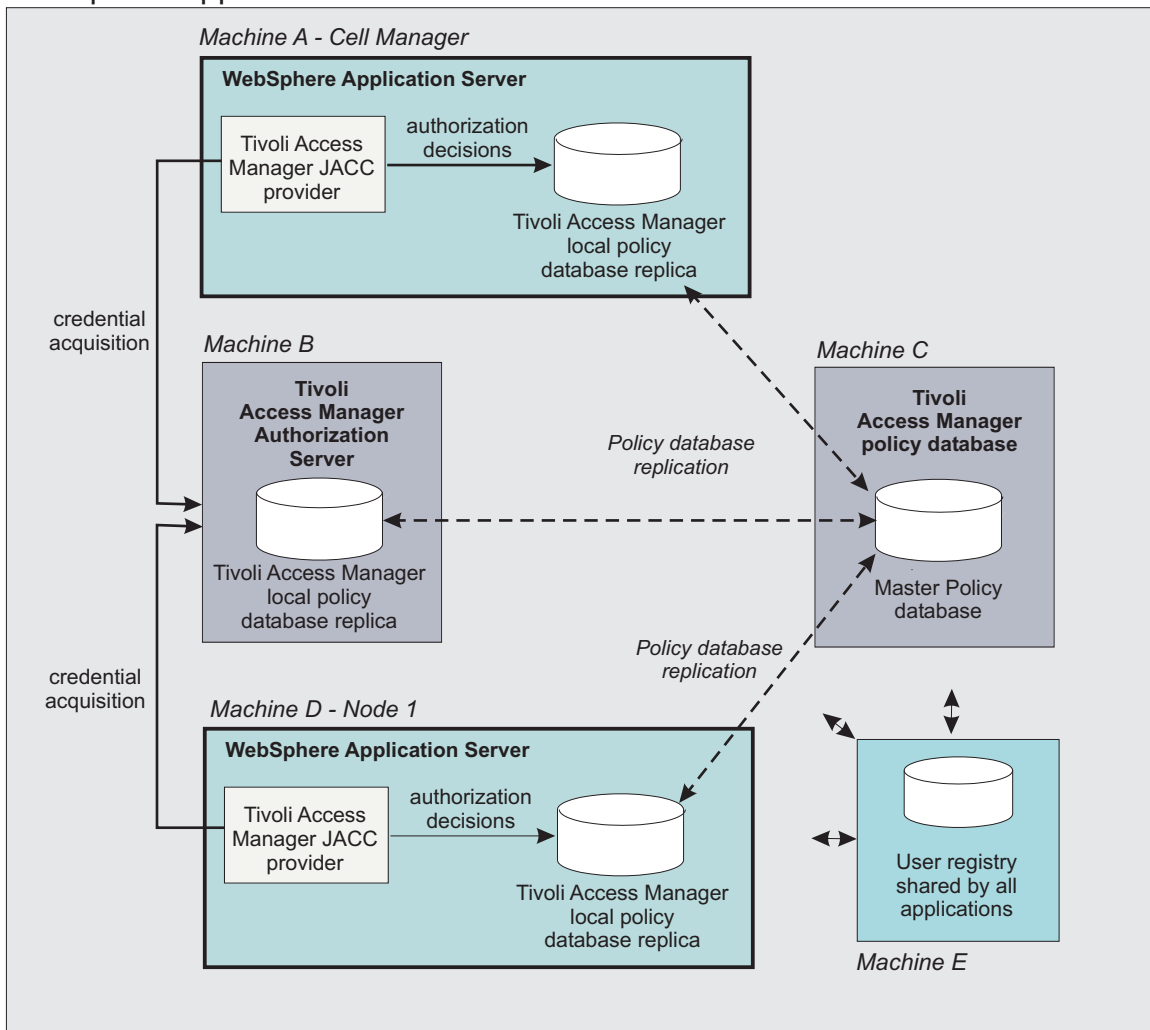 Machine A - Cell Manager
WebSphere Application Server
Tivoli Access
Manager JACC
provider
authorization
decisions
Tivoli Access Manager
local policy
database replica
credential
acquisition
Machine B
Tivoli
Access Manager
Authorization
Server
Tivoli Access Manager
local policy
database replica
Policy database
replication
Machine C
Tivoli
Access Manager
policy database
Master Policy
database
credential
acquisition
Policy database
replication
Machine D - Node 1
WebSphere Application Server
Tivoli Access
Manager JACC
provider
authorization
decisions
Tivoli Access Manager
local policy
database replica
User registry
shared by all
applications
Machine E